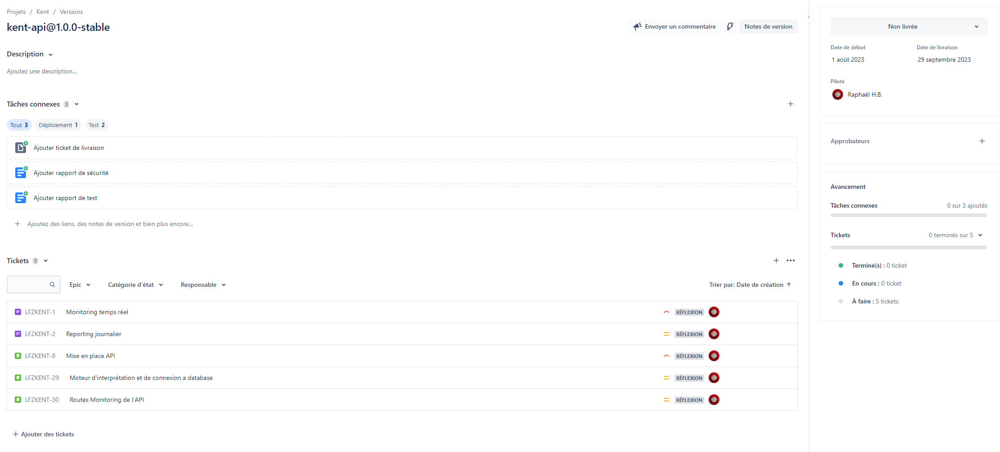 Projets / Kent / Versions
kent-api@1.0.0-stable
Envoyer un commentaire
Notes de version
Description
Ajoutez une description...
Tâches connexes 3
Tous 3 Déploiement 1 Test 2
Ajouter ticket de livraison
Ajouter rapport de sécurité
Ajouter rapport de test
Ajoutez des liens, des notes de version et bien plus encore...
Tickets 5
Epic Catégorie d'état Responsable Trier par: Date de création
LFZKENT-1 Monitoring temps réel RÉFLEXION
LFZKENT-2 Reporting journalier RÉFLEXION
LFZKENT-8 Mise en place API RÉFLEXION
LFZKENT-29 Moteur d'interprétation et de connexion a database RÉFLEXION
LFZKENT-30 Routes Monitoring de l'API RÉFLEXION
Ajouter des tickets
Non livrée
Date de début Date de livraison
1 août 2023 29 septembre 2023
Pilote
Raphaël H.B.
Approbateurs
Avancement
Tâches connexes 0 sur 3 ajoutés
Tickets 0 terminés sur 5
Terminé(s) : 0 ticket
En cours : 0 ticket
À faire : 5 tickets